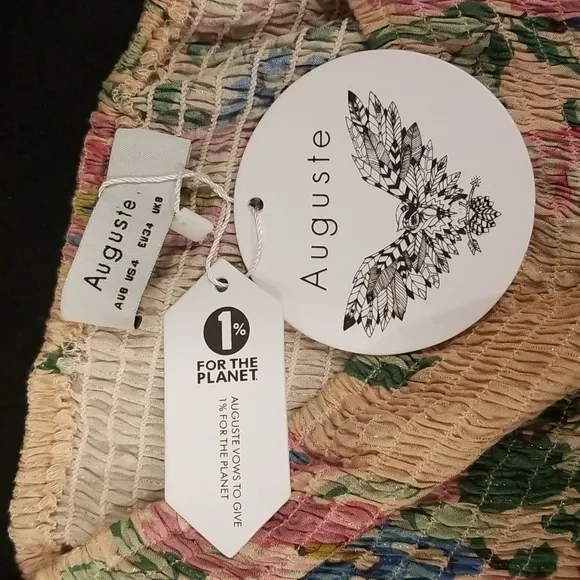 Auguste
AU8 US4 EU34 UK8
Auguste
1%
FOR THE
PLANET
AUGUSTE VOWS TO GIVE
1% FOR THE PLANET